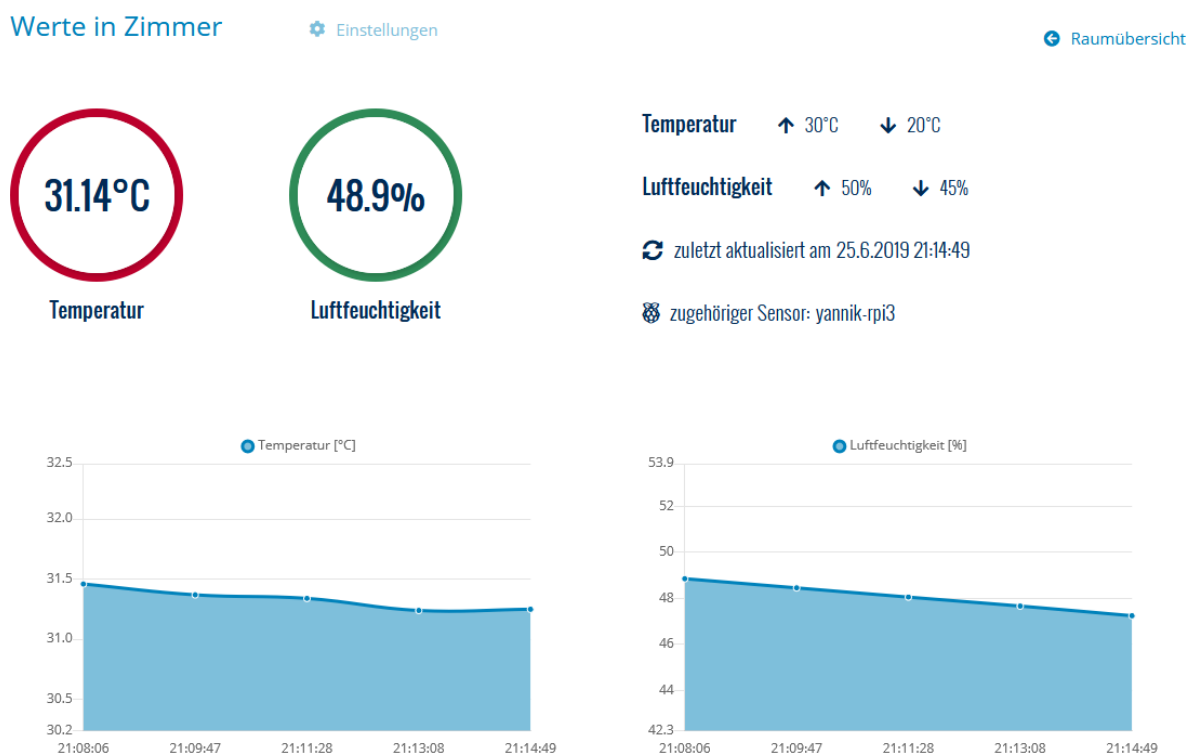 Werte in Zimmer
Einstellungen
Raumübersicht
31.14°C
Temperatur
48.9%
Luftfeuchtigkeit
Temperatur 30°C 20°C
Luftfeuchtigkeit 50% 45%
zuletzt aktualisiert am 25.6.2019 21:14:49
zugehöriger Sensor: yannik-rpi3
Temperatur [°C]
32.5
32.0
31.5
31.0
30.5
30.2
21:08:06 21:09:47 21:11:28 21:13:08 21:14:49
Luftfeuchtigkeit [%]
53.9
52
50
48
46
44
42.3
21:08:06 21:09:47 21:11:28 21:13:08 21:14:49